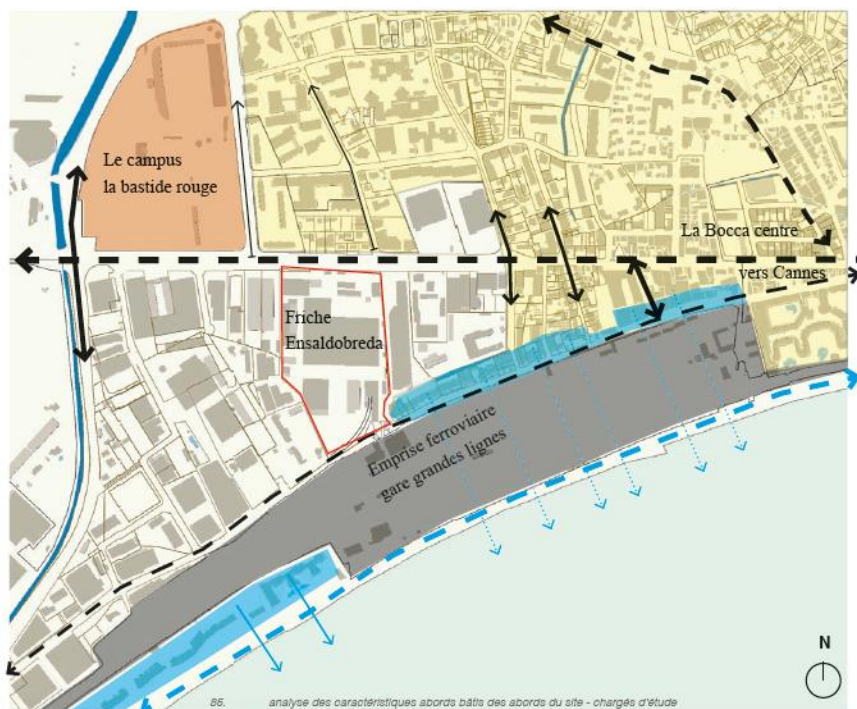 Le campus
la bastide rouge
La Bocca centre
vers Cannes
Friche
Ensaldobreda
Emprise ferroviaire
gare grandes lignes
N
86. analyse des caractéristiques abords bâtis des abords du site - chargés d'étude